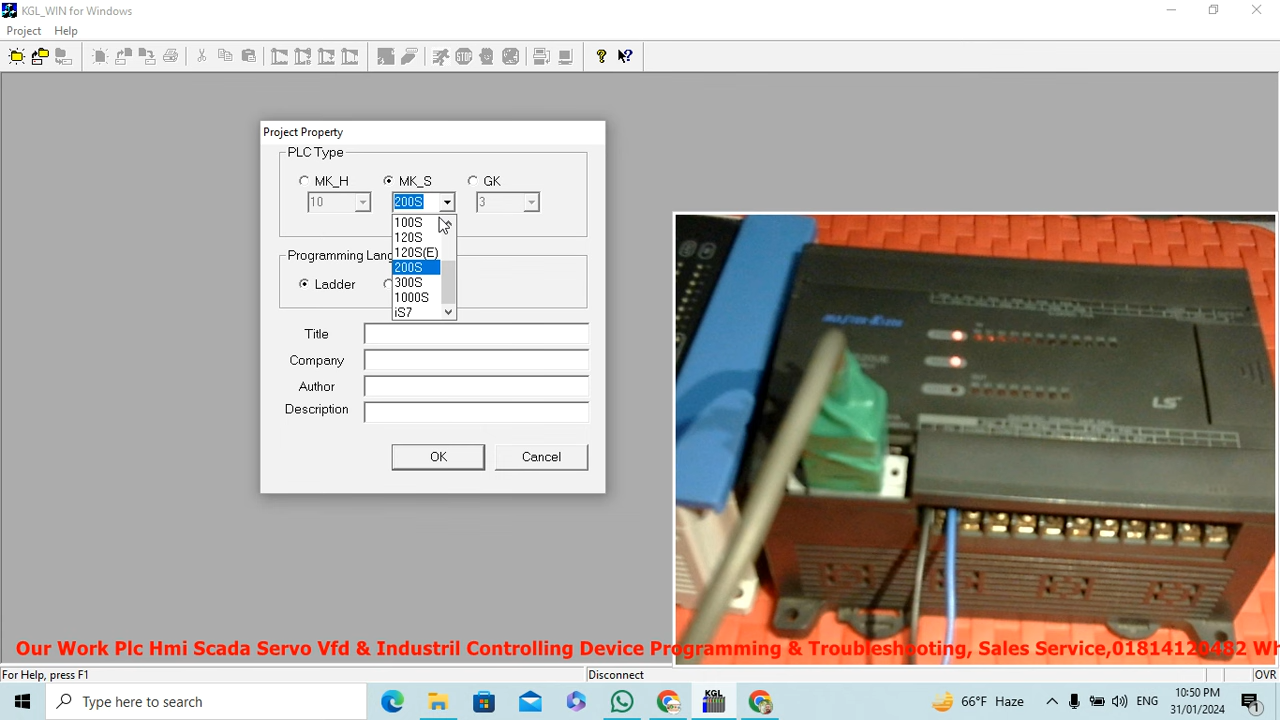 KGL_WIN for Windows
Project Help
Project Property
PLC Type
MK_H MK_S GK
10 200S 3
100S
120S
120S(E)
200S
300S
1000S
iS7
Programming Lang
Ladder
Title
Company
Author
Description
OK Cancel
LS
Our Work Plc Hmi Scada Servo Vfd & Industril Controlling Device Programming & Troubleshooting, Sales Service,01814120482 Wh
For Help, press F1
Disconnect
OVR
Type here to search
KGL
66°F Haze
ENG
10:50 PM
31/01/2024
1